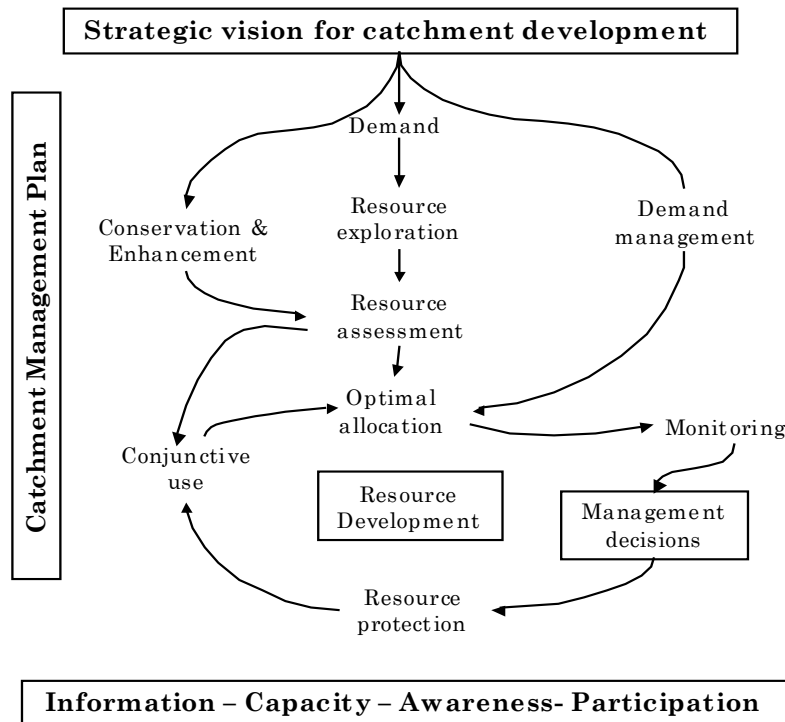 Strategic vision for catchment development
Catchment Management Plan
Demand
Conservation &
Enhancement
Resource
exploration
Demand
management
Resource
assessment
Optimal
allocation
Monitoring
Conjunctive
use
Resource
Development
Management
decisions
Resource
protection
Information – Capacity – Awareness- Participation